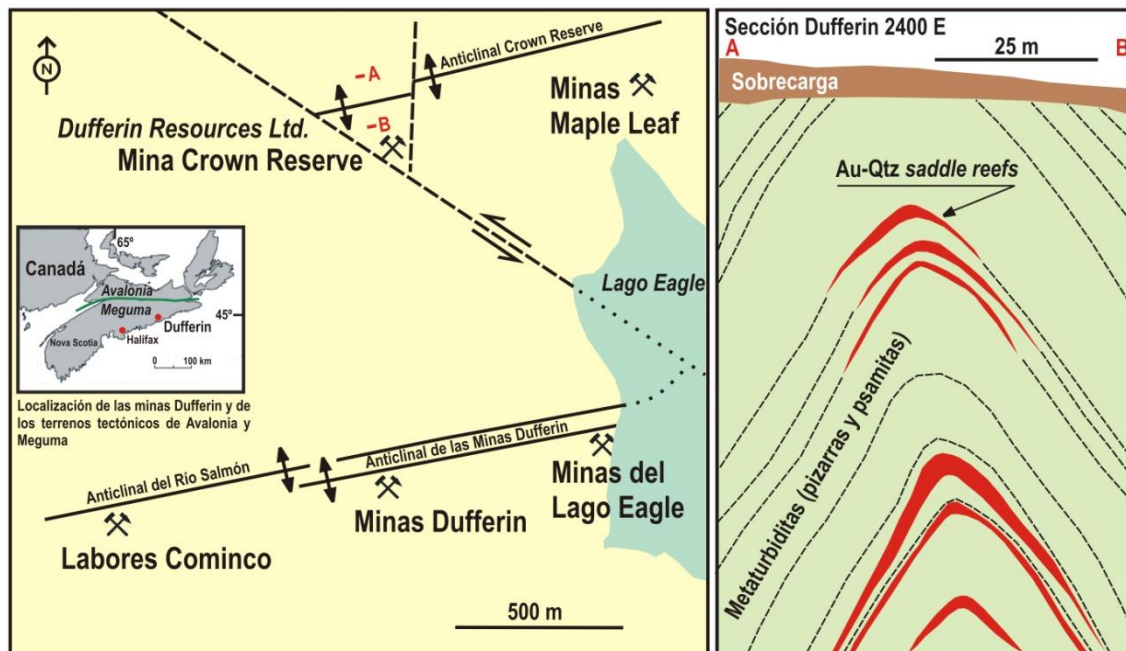 N
A
B
Anticlinal Crown Reserve
Minas
Maple Leaf
Dufferin Resources Ltd.
Mina Crown Reserve
65º
Canadá
Avalonia
Meguma
45º
Dufferin
Halifax
Nova Scotia
0 100 km
Localización de las minas Dufferin y de
los terrenos tectónicos de Avalonia y
Meguma
Lago Eagle
Anticlinal del Río Salmón
Anticlinal de las Minas Dufferin
Labores Cominco
Minas Dufferin
Minas del
Lago Eagle
500 m
Sección Dufferin 2400 E
A
25 m
B
Sobrecarga
Au-Qtz saddle reefs
Metaturbiditas (pizarras y psamitas)